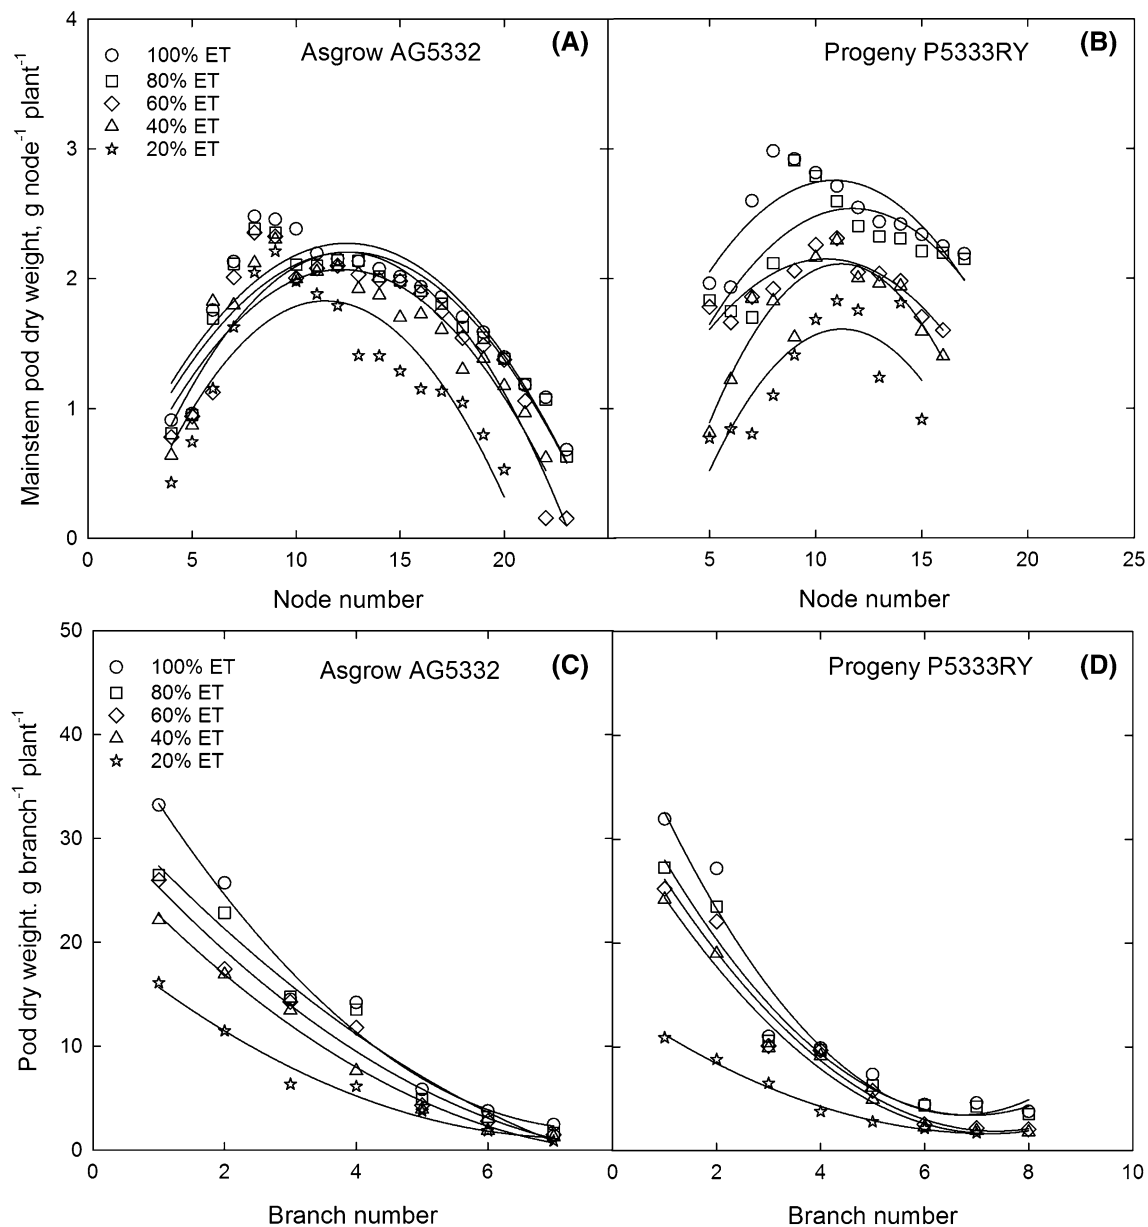 Mainstem pod dry weight, g node⁻¹ plant⁻¹
4
3
2
1
0
100% ET
80% ET
60% ET
40% ET
20% ET
Asgrow AG5332
(A)
Progeny P5333RY
(B)
0 5 10 15 20
5 10 15 20 25
Node number
Node number
Pod dry weight. g branch⁻¹ plant⁻¹
50
40
30
20
10
0
100% ET
80% ET
60% ET
40% ET
20% ET
Asgrow AG5332
(C)
Progeny P5333RY
(D)
0 2 4 6
0 2 4 6 8 10
Branch number
Branch number